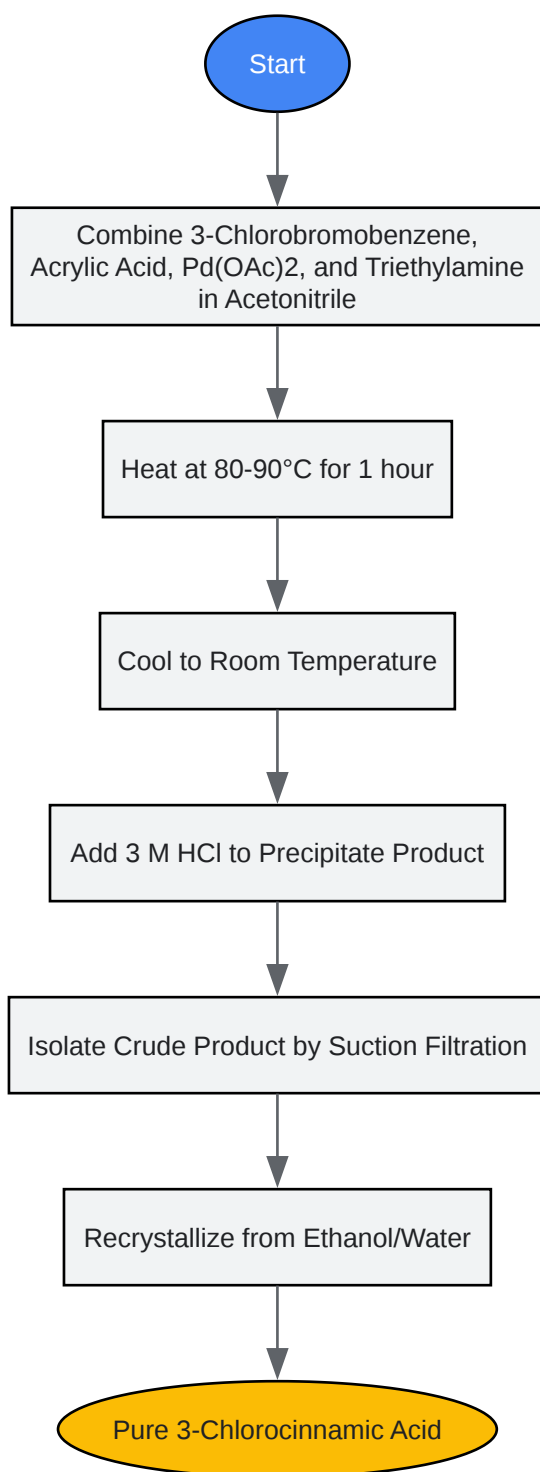 Start
Combine 3-Chlorobromobenzene,
Acrylic Acid, Pd(OAc)2, and Triethylamine
in Acetonitrile
Heat at 80-90°C for 1 hour
Cool to Room Temperature
Add 3 M HCl to Precipitate Product
Isolate Crude Product by Suction Filtration
Recrystallize from Ethanol/Water
Pure 3-Chlorocinnamic Acid